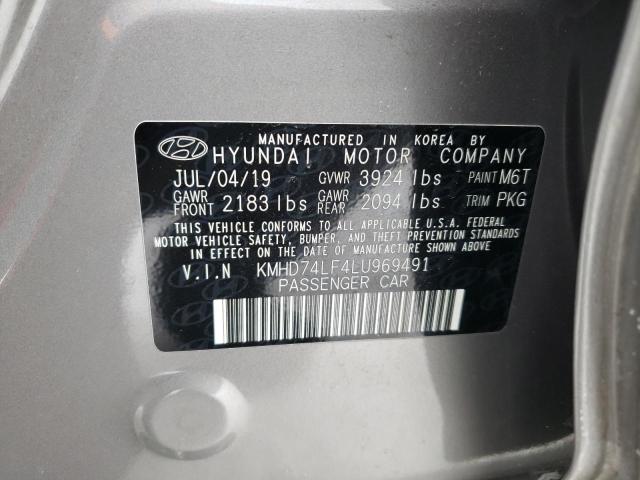 MANUFACTURED IN KOREA BY
HYUNDAI MOTOR COMPANY
JUL/04/19 GVWR 3924 lbs PAINT M6T
GAWR FRONT 2183 lbs GAWR REAR 2094 lbs TRIM PKG
THIS VEHICLE CONFORMS TO ALL APPLICABLE U.S.A. FEDERAL
MOTOR VEHICLE SAFETY, BUMPER, AND THEFT PREVENTION STANDARDS
IN EFFECT ON THE DATE OF MANUFACTURE SHOWN ABOVE.
V.I.N KMHD74LF4LU969491
PASSENGER CAR